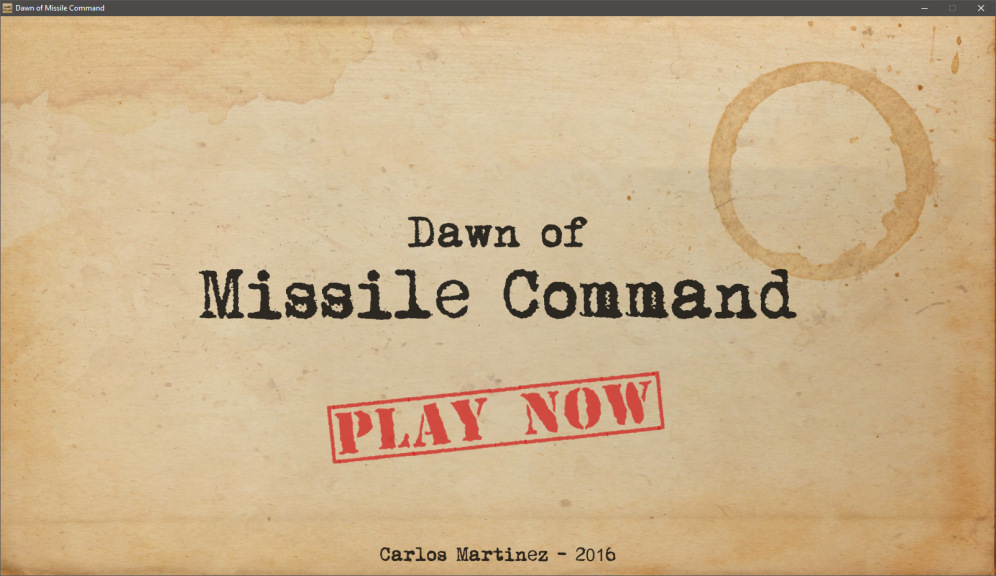 Dawn of Missile Command
Dawn of
Missile Command
PLAY NOW
Carlos Martinez - 2016